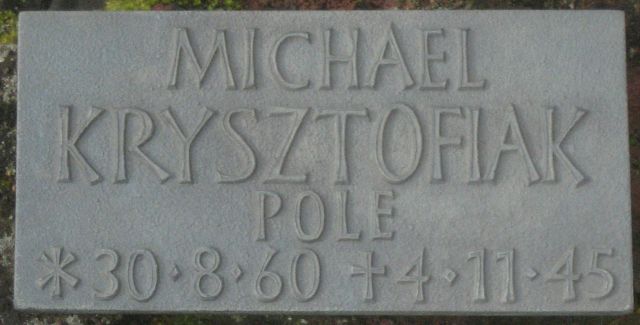 MICHAEL
KRYSZTOFIAK
POLE
*30·8·60 †4·11·45